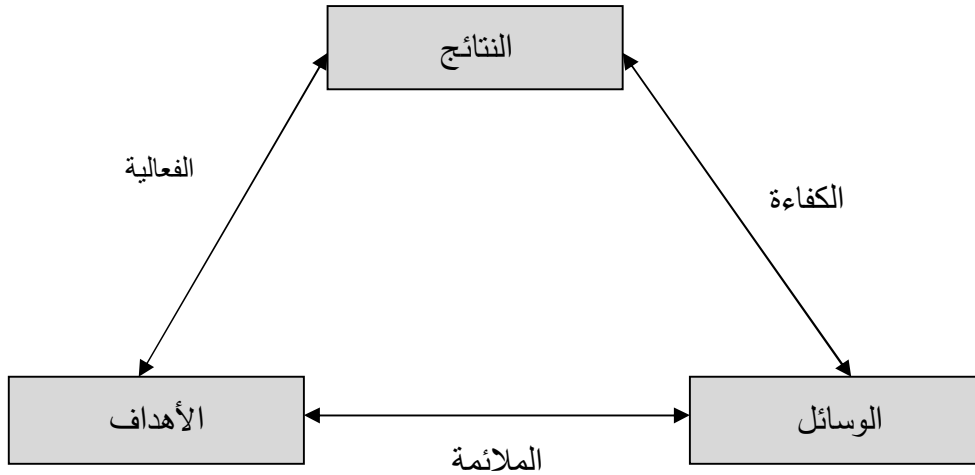 النتائج
الفعالية
الكفاءة
الأهداف
الوسائل
الملائمة